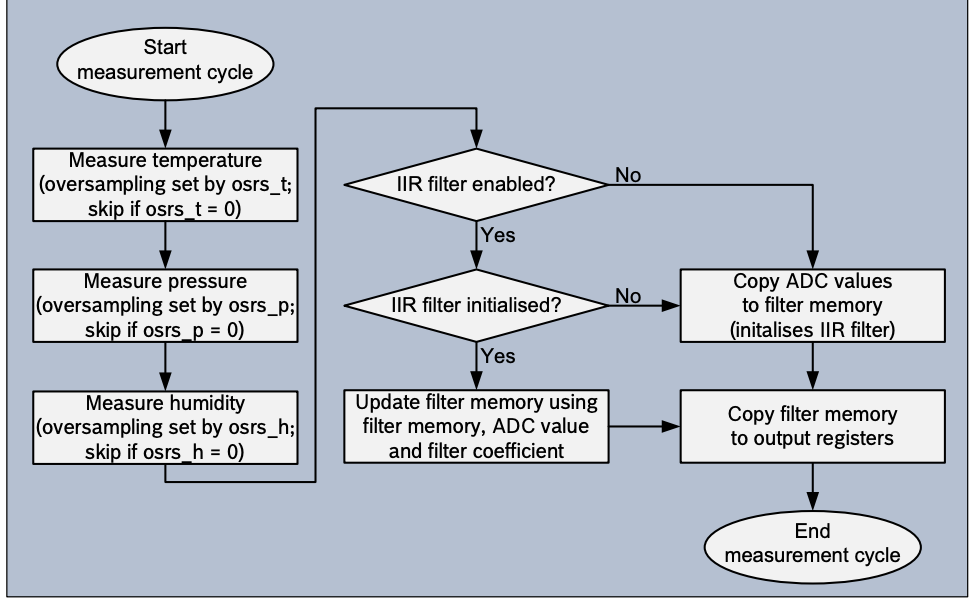 Start
measurement cycle
Measure temperature
(oversampling set by osrs_t;
skip if osrs_t = 0)
Measure pressure
(oversampling set by osrs_p;
skip if osrs_p = 0)
Measure humidity
(oversampling set by osrs_h;
skip if osrs_h = 0)
IIR filter enabled?
No
Yes
IIR filter initialised?
No
Yes
Update filter memory using
filter memory, ADC value
and filter coefficient
Copy ADC values
to filter memory
(initalises IIR filter)
Copy filter memory
to output registers
End
measurement cycle